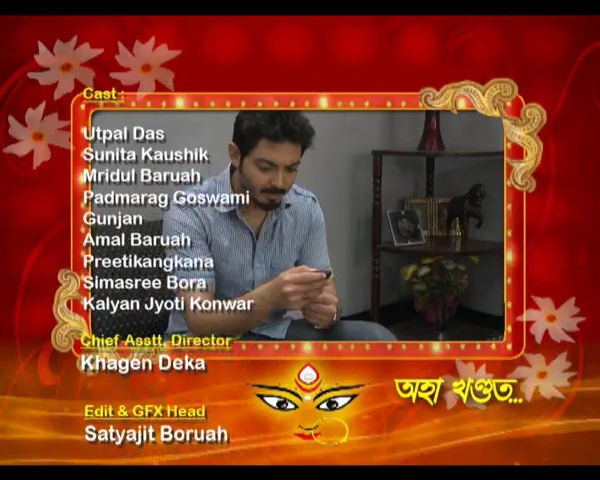 Cast :
Utpal Das
Sunita Kaushik
Mridul Baruah
Padmarag Goswami
Gunjan
Amal Baruah
Preetikangkana
Simasree Bora
Kalyan Jyoti Konwar
Chief Asstt. Director
Khagen Deka
Edit & GFX Head
Satyajit Boruah
অহা খণ্ডত...